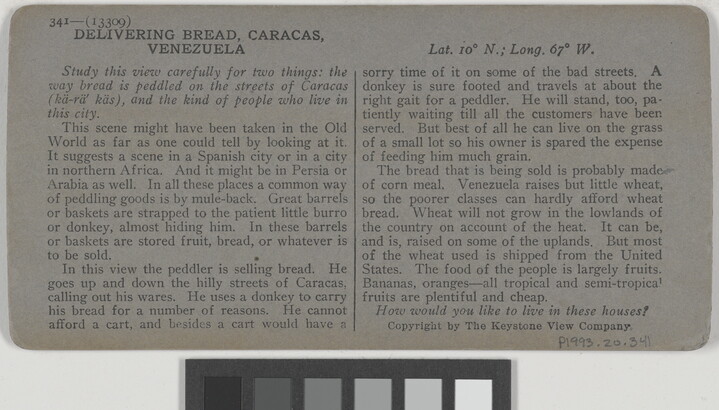 341—(13309)
DELIVERING BREAD, CARACAS,
VENEZUELA
Study this view carefully for two things: the
way bread is peddled on the streets of Caracas
(kä-rä' käs), and the kind of people who live in
this city.
This scene might have been taken in the Old
World as far as one could tell by looking at it.
It suggests a scene in a Spanish city or in a city
in northern Africa. And it might be in Persia or
Arabia as well. In all these places a common way
of peddling goods is by mule-back. Great barrels
or baskets are strapped to the patient little burro
or donkey, almost hiding him. In these barrels
or baskets are stored fruit, bread, or whatever is
to be sold.
In this view the peddler is selling bread. He
goes up and down the hilly streets of Caracas,
calling out his wares. He uses a donkey to carry
his bread for a number of reasons. He cannot
afford a cart, and besides a cart would have a
Lat. 10° N.; Long. 67° W.
sorry time of it on some of the bad streets. A
donkey is sure footed and travels at about the
right gait for a peddler. He will stand, too, pa-
tiently waiting till all the customers have been
served. But best of all he can live on the grass
of a small lot so his owner is spared the expense
of feeding him much grain.
The bread that is being sold is probably made
of corn meal. Venezuela raises but little wheat,
so the poorer classes can hardly afford wheat
bread. Wheat will not grow in the lowlands of
the country on account of the heat. It can be,
and is, raised on some of the uplands. But most
of the wheat used is shipped from the United
States. The food of the people is largely fruits.
Bananas, oranges—all tropical and semi-tropical
fruits are plentiful and cheap.
How would you like to live in these houses?
Copyright by The Keystone View Company.
P1993.20.341